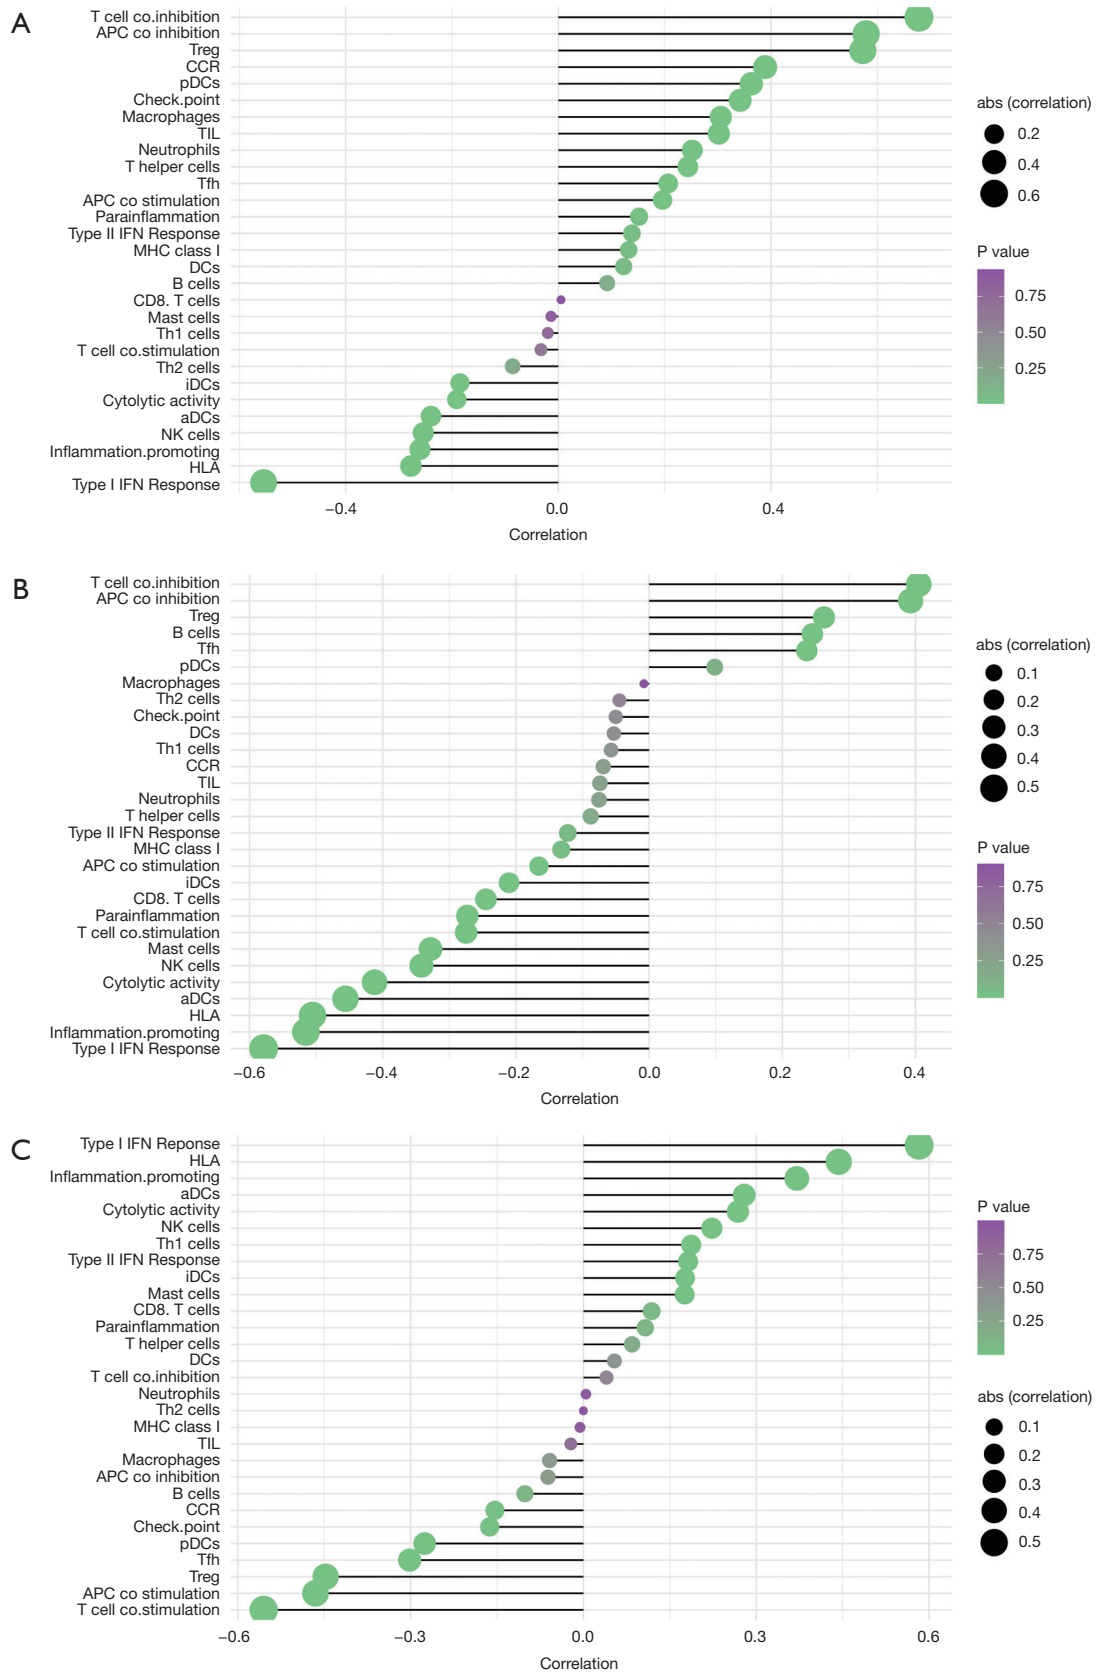 A
T cell co.inhibition
APC co inhibition
Treg
CCR
pDCs
Check.point
Macrophages
TIL
Neutrophils
T helper cells
Tfh
APC co stimulation
Parainflammation
Type II IFN Response
MHC class I
DCs
B cells
CD8. T cells
Mast cells
Th1 cells
T cell co.stimulation
Th2 cells
iDCs
Cytolytic activity
aDCs
NK cells
Inflammation.promoting
HLA
Type I IFN Response
−0.4 0.0 0.4
Correlation
abs (correlation)
0.2
0.4
0.6
P value
0.75
0.50
0.25
B
T cell co.inhibition
APC co inhibition
Treg
B cells
Tfh
pDCs
Macrophages
Th2 cells
Check.point
DCs
Th1 cells
CCR
TIL
Neutrophils
T helper cells
Type II IFN Response
MHC class I
APC co stimulation
iDCs
CD8. T cells
Parainflammation
T cell co.stimulation
Mast cells
NK cells
Cytolytic activity
aDCs
HLA
Inflammation.promoting
Type I IFN Response
−0.6 −0.4 −0.2 0.0 0.2 0.4
Correlation
abs (correlation)
0.1
0.2
0.3
0.4
0.5
P value
0.75
0.50
0.25
C
Type I IFN Reponse
HLA
Inflammation.promoting
aDCs
Cytolytic activity
NK cells
Th1 cells
Type II IFN Response
iDCs
Mast cells
CD8. T cells
Parainflammation
T helper cells
DCs
T cell co.inhibition
Neutrophils
Th2 cells
MHC class I
TIL
Macrophages
APC co inhibition
B cells
CCR
Check.point
pDCs
Tfh
Treg
APC co stimulation
T cell co.stimulation
−0.6 −0.3 0.0 0.3 0.6
Correlation
P value
0.75
0.50
0.25
abs (correlation)
0.1
0.2
0.3
0.4
0.5